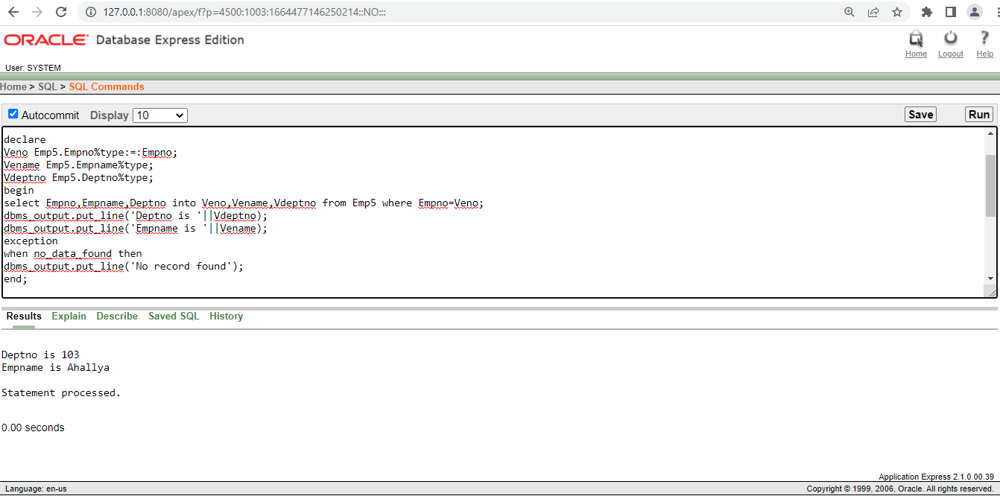 127.0.0.1:8080/apex/f?p=4500:1003:1664477146250214::NO:::
ORACLE® Database Express Edition
Home Logout Help
User: SYSTEM
Home > SQL > SQL Commands
Autocommit Display 10 Save Run
declare
Veno Emp5.Empno%type:=:Empno;
Vename Emp5.Empname%type;
Vdeptno Emp5.Deptno%type;
begin
select Empno,Empname,Deptno into Veno,Vename,Vdeptno from Emp5 where Empno=Veno;
dbms_output.put_line('Deptno is '||Vdeptno);
dbms_output.put_line('Empname is '||Vename);
exception
when no_data_found then
dbms_output.put_line('No record found');
end;
Results Explain Describe Saved SQL History
Deptno is 103
Empname is Ahallya
Statement processed.
0.00 seconds
Application Express 2.1.0.00.39
Language: en-us Copyright © 1999, 2006, Oracle. All rights reserved.